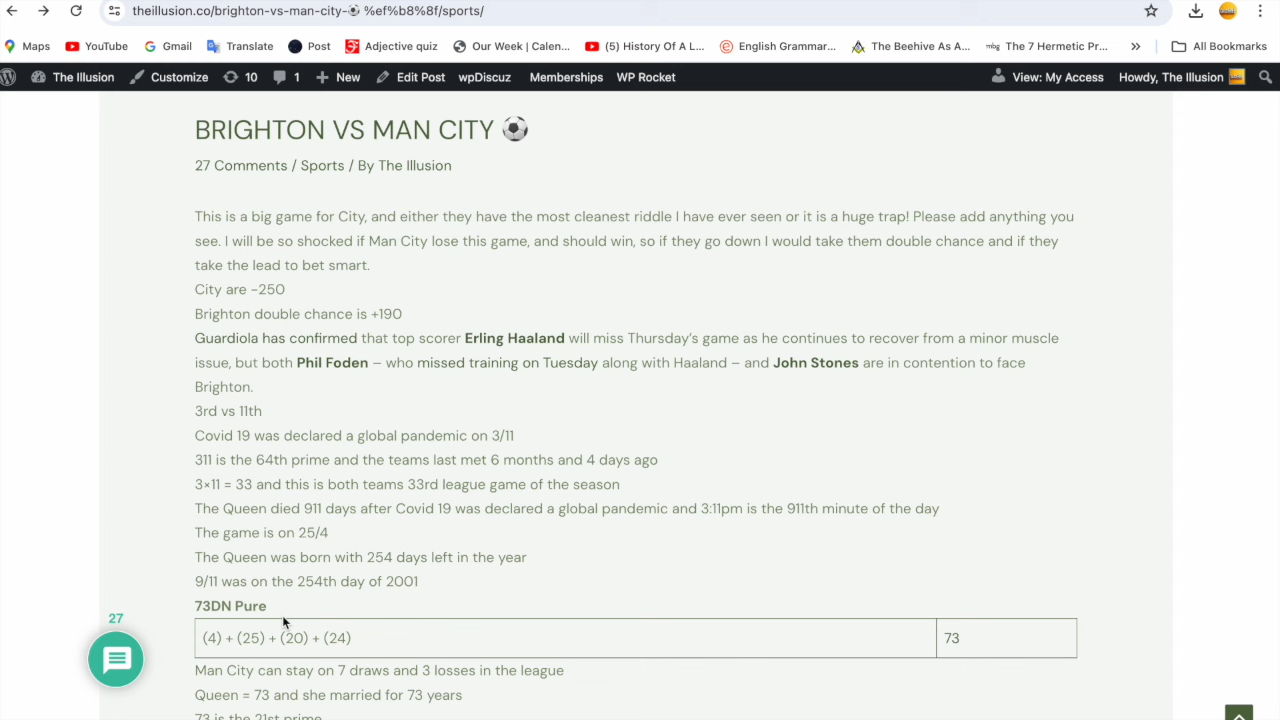 theillusion.co/brighton-vs-man-city-⚽ %ef%b8%8f/sports/
Maps YouTube Gmail Translate Post Adjective quiz Our Week | Calen... (5) History Of A L... English Grammar... The Beehive As A... The 7 Hermetic Pr... » All Bookmarks
The Illusion Customize 10 1 New Edit Post wpDiscuz Memberships WP Rocket View: My Access Howdy, The Illusion
BRIGHTON VS MAN CITY ⚽
27 Comments / Sports / By The Illusion
This is a big game for City, and either they have the most cleanest riddle I have ever seen or it is a huge trap! Please add anything you
see. I will be so shocked if Man City lose this game, and should win, so if they go down I would take them double chance and if they
take the lead to bet smart.
City are -250
Brighton double chance is +190
Guardiola has confirmed that top scorer Erling Haaland will miss Thursday's game as he continues to recover from a minor muscle
issue, but both Phil Foden – who missed training on Tuesday along with Haaland – and John Stones are in contention to face
Brighton.
3rd vs 11th
Covid 19 was declared a global pandemic on 3/11
311 is the 64th prime and the teams last met 6 months and 4 days ago
3×11 = 33 and this is both teams 33rd league game of the season
The Queen died 911 days after Covid 19 was declared a global pandemic and 3:11pm is the 911th minute of the day
The game is on 25/4
The Queen was born with 254 days left in the year
9/11 was on the 254th day of 2001
73DN Pure
(4) + (25) + (20) + (24) 73
27
Man City can stay on 7 draws and 3 losses in the league
Queen = 73 and she married for 73 years
73 is the 21st prime